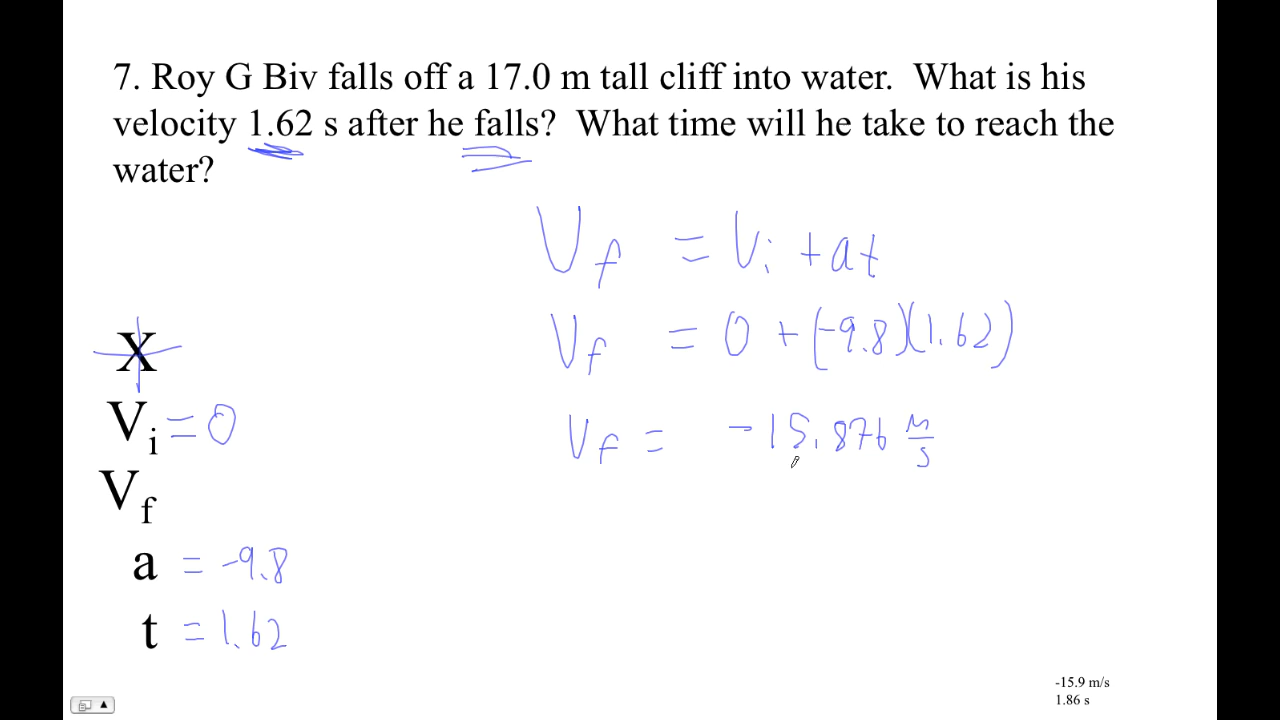 7. Roy G Biv falls off a 17.0 m tall cliff into water. What is his
velocity 1.62 s after he falls? What time will he take to reach the
water?
Vf = Vi + at
Vf = 0 + (-9.8)(1.62)
Vf = -15.876 m/s
X
Vi = 0
Vf
a = -9.8
t = 1.62
-15.9 m/s
1.86 s